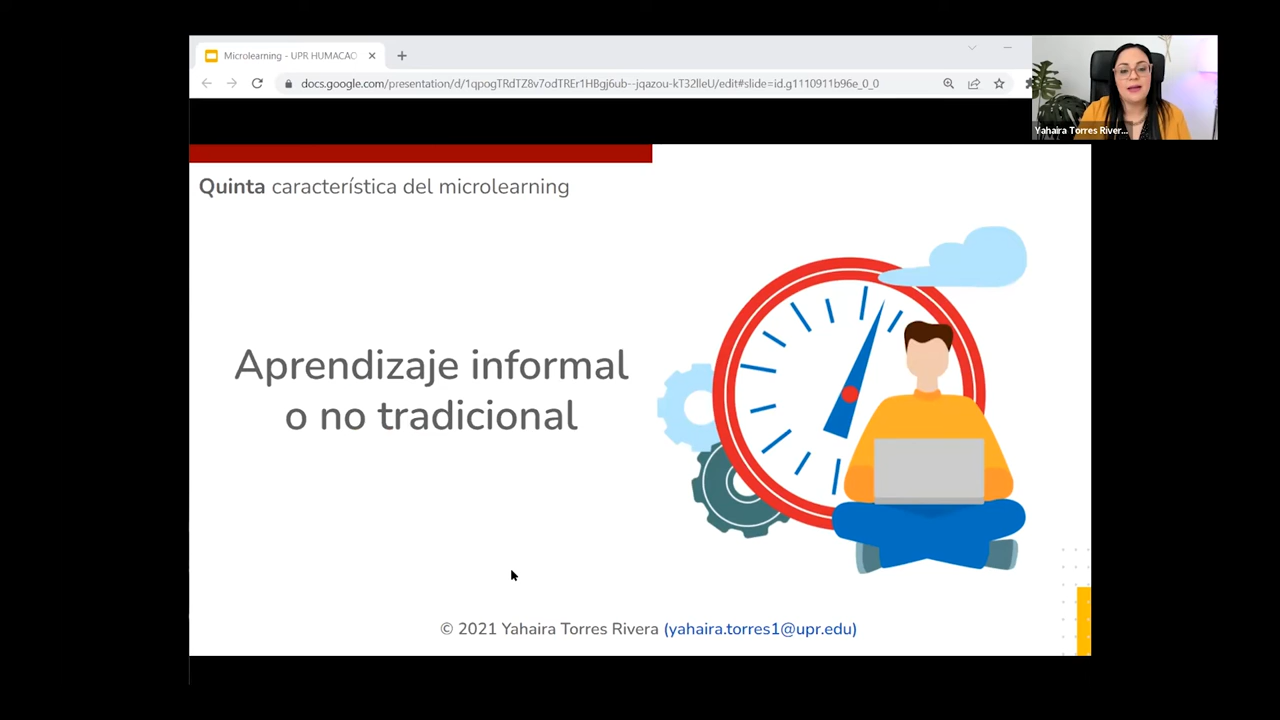 Microlearning - UPR HUMACAO
docs.google.com/presentation/d/1qpogTRdTZ8v7odTREr1HBgj6ub--jqazou-kT32lleU/edit#slide=id.g1110911b96e_0_0
Yahaira Torres River...
Quinta característica del microlearning
Aprendizaje informal
o no tradicional
© 2021 Yahaira Torres Rivera (yahaira.torres1@upr.edu)